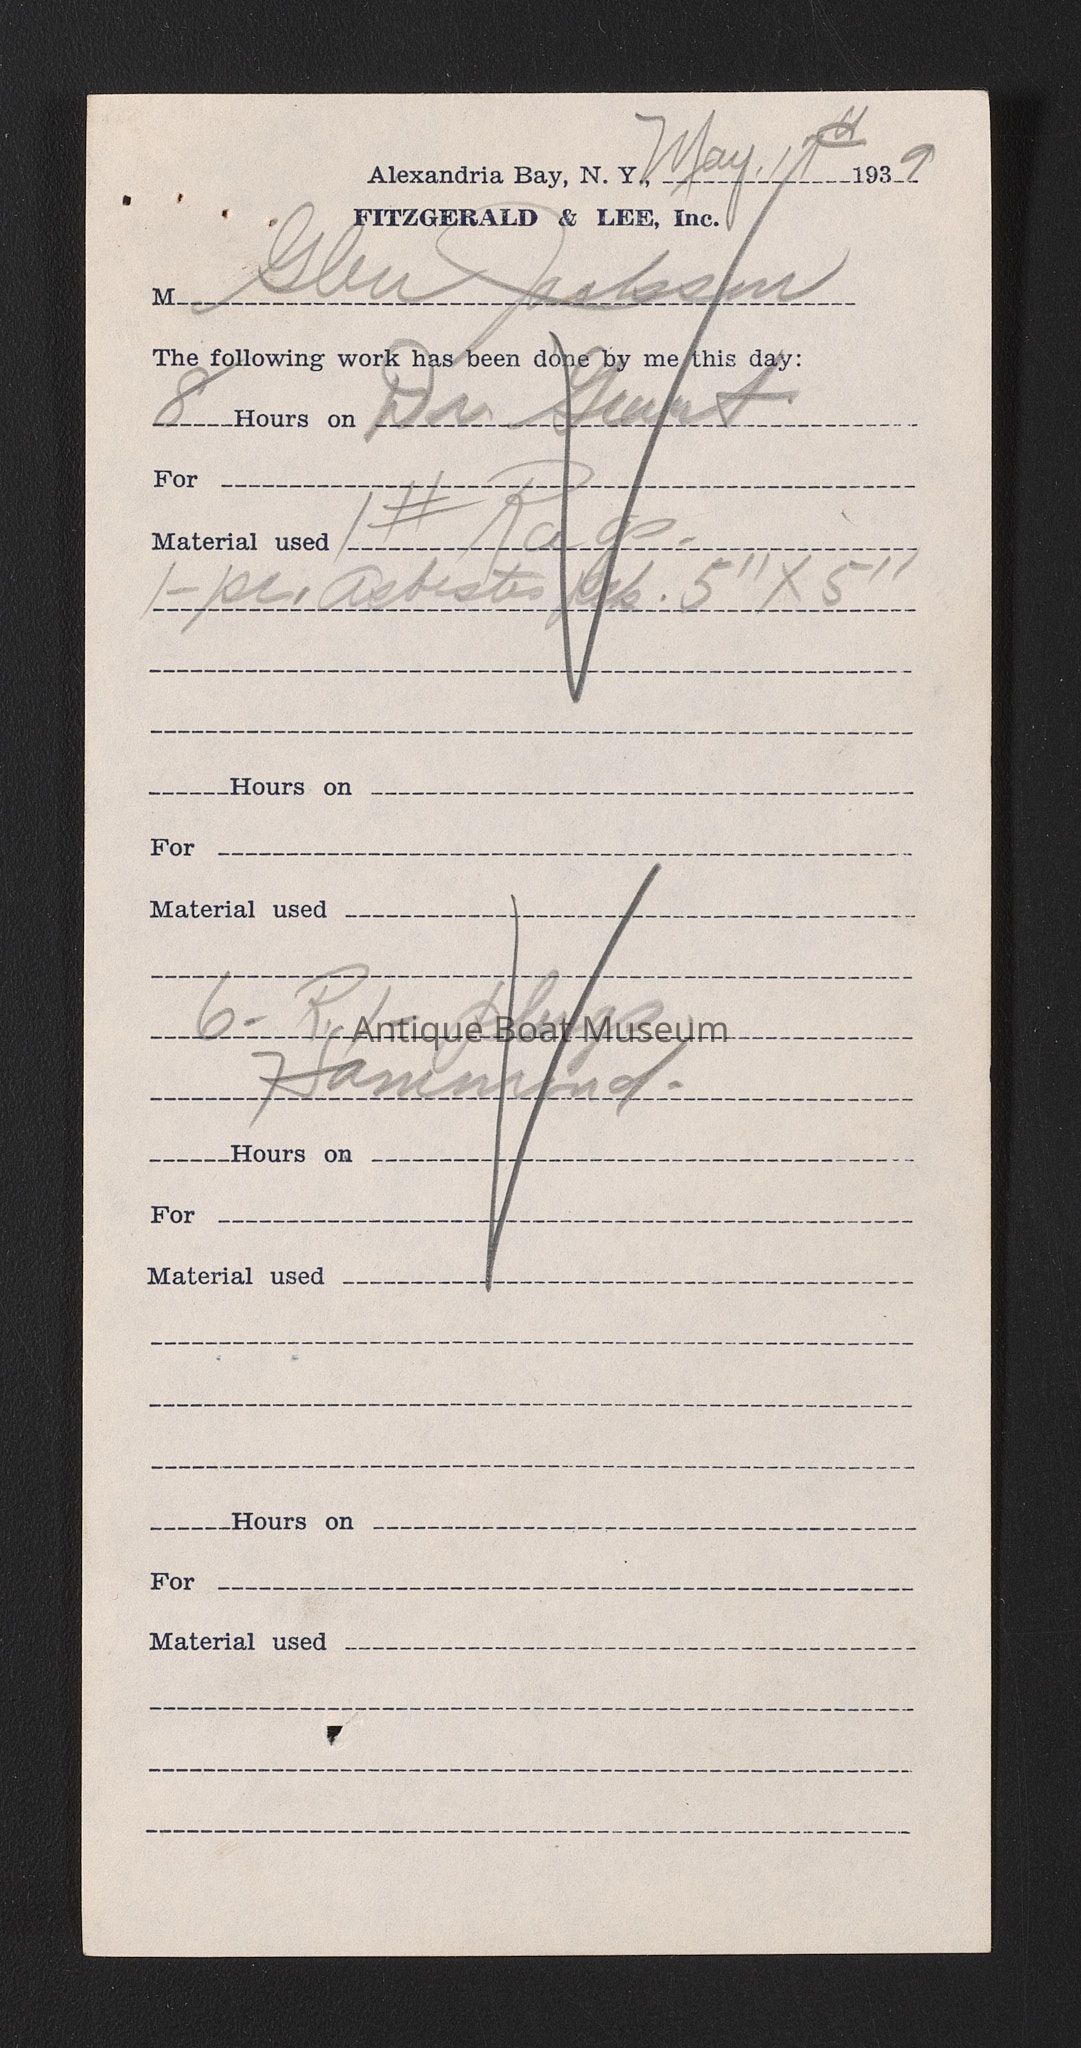 Alexandria Bay, N. Y., May 1939
FITZGERALD & LEE, Inc.
M Glen Jackson
The following work has been done by me this day:
8 Hours on Dr. Grant
For
Material used 1# Rags.
1-pc. asbestos 5" X 5"
Hours on
For
Material used
6- plugs
Antique Boat Museum
Hammond.
Hours on
For
Material used
Hours on
For
Material used